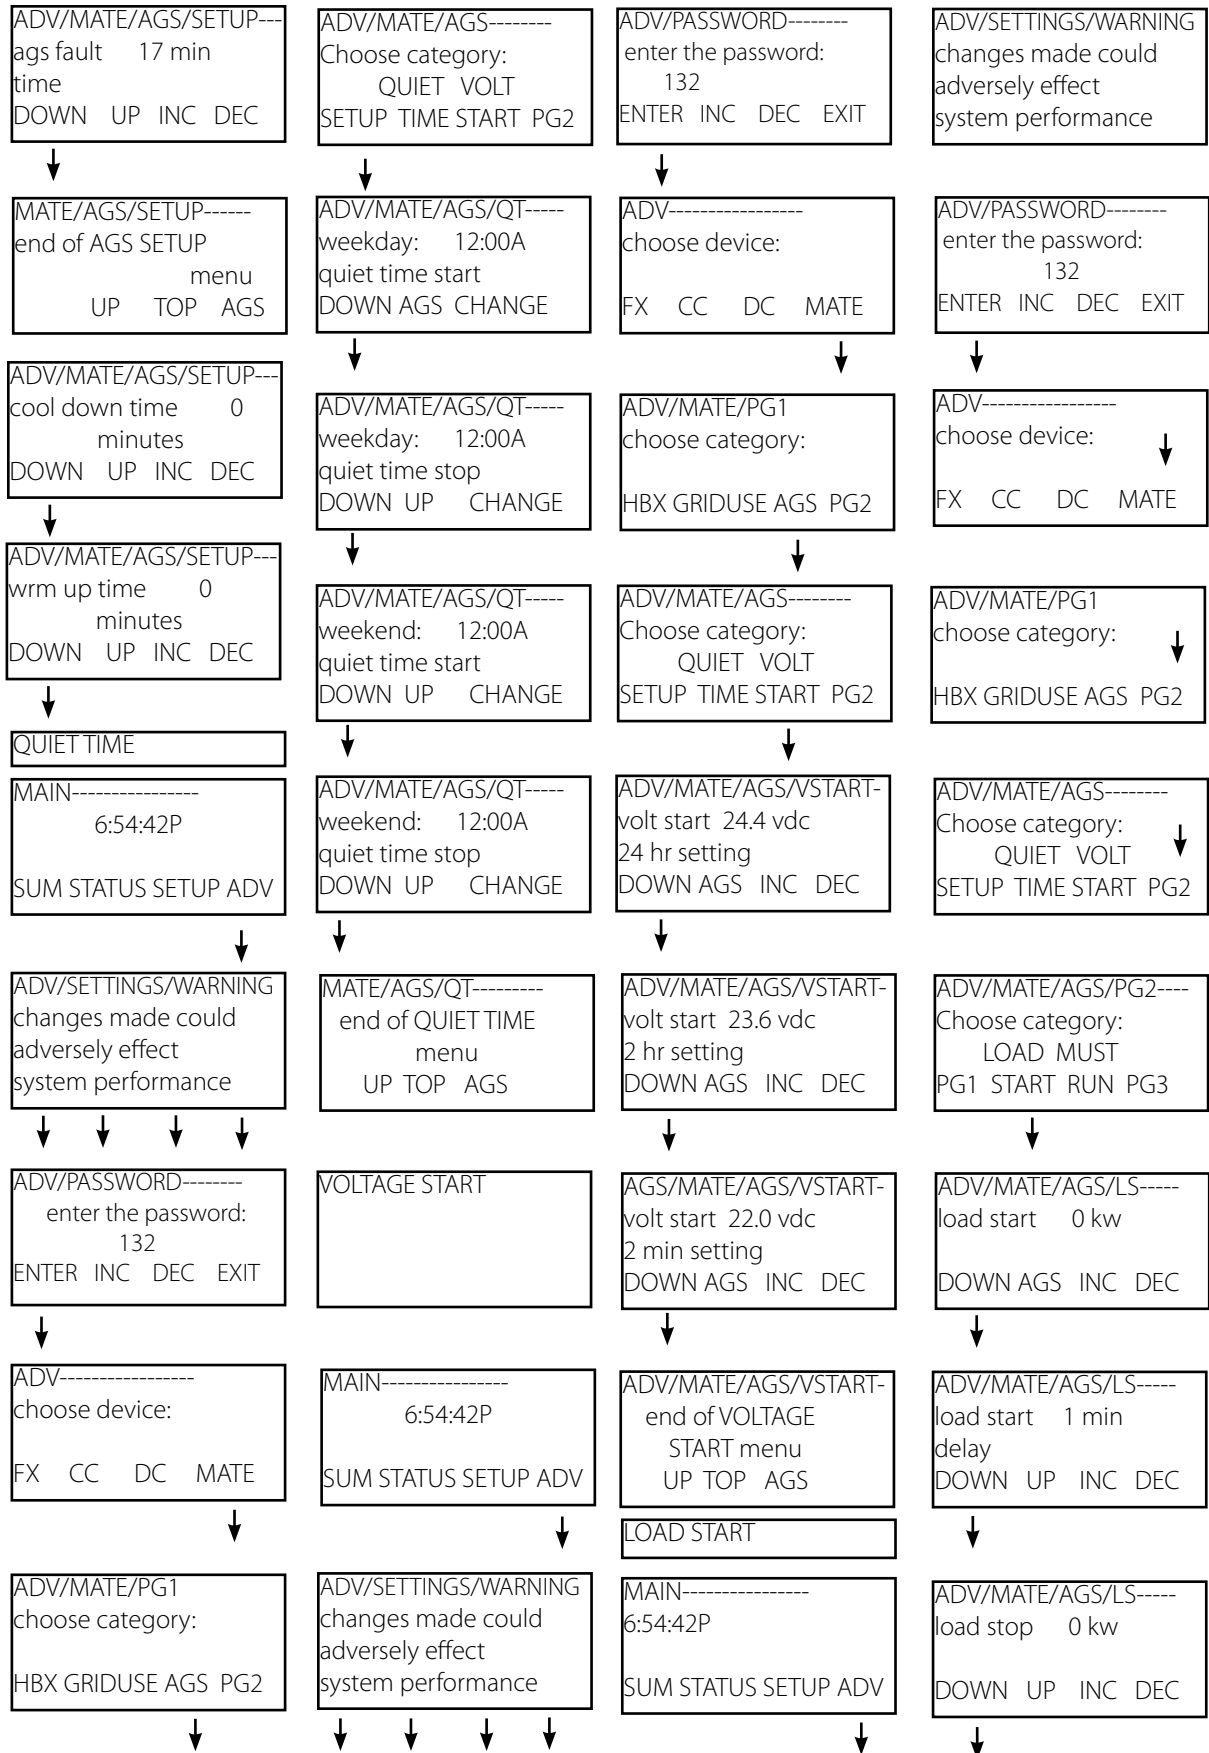 ADV/MATE/AGS/SETUP---
ags fault 17 min
time
DOWN UP INC DEC
MATE/AGS/SETUP------
end of AGS SETUP
menu
UP TOP AGS
ADV/MATE/AGS/SETUP---
cool down time 0
minutes
DOWN UP INC DEC
ADV/MATE/AGS/SETUP---
wrm up time 0
minutes
DOWN UP INC DEC
QUIET TIME
MAIN----------------
6:54:42P
SUM STATUS SETUP ADV
ADV/SETTINGS/WARNING
changes made could
adversely effect
system performance
ADV/PASSWORD--------
enter the password:
132
ENTER INC DEC EXIT
ADV-----------------
choose device:
FX CC DC MATE
ADV/MATE/PG1
choose category:
HBX GRIDUSE AGS PG2
ADV/MATE/AGS--------
Choose category:
QUIET VOLT
SETUP TIME START PG2
ADV/MATE/AGS/QT-----
weekday: 12:00A
quiet time start
DOWN AGS CHANGE
ADV/MATE/AGS/QT-----
weekday: 12:00A
quiet time stop
DOWN UP CHANGE
ADV/MATE/AGS/QT-----
weekend: 12:00A
quiet time start
DOWN UP CHANGE
ADV/MATE/AGS/QT-----
weekend: 12:00A
quiet time stop
DOWN UP CHANGE
MATE/AGS/QT---------
end of QUIET TIME
menu
UP TOP AGS
VOLTAGE START
MAIN----------------
6:54:42P
SUM STATUS SETUP ADV
ADV/SETTINGS/WARNING
changes made could
adversely effect
system performance
ADV/PASSWORD--------
enter the password:
132
ENTER INC DEC EXIT
ADV-----------------
choose device:
FX CC DC MATE
ADV/MATE/PG1
choose category:
HBX GRIDUSE AGS PG2
ADV/MATE/AGS--------
Choose category:
QUIET VOLT
SETUP TIME START PG2
ADV/MATE/AGS/VSTART-
volt start 24.4 vdc
24 hr setting
DOWN AGS INC DEC
ADV/MATE/AGS/VSTART-
volt start 23.6 vdc
2 hr setting
DOWN AGS INC DEC
AGS/MATE/AGS/VSTART-
volt start 22.0 vdc
2 min setting
DOWN AGS INC DEC
ADV/MATE/AGS/VSTART-
end of VOLTAGE
START menu
UP TOP AGS
LOAD START
MAIN----------------
6:54:42P
SUM STATUS SETUP ADV
ADV/SETTINGS/WARNING
changes made could
adversely effect
system performance
ADV/PASSWORD--------
enter the password:
132
ENTER INC DEC EXIT
ADV-----------------
choose device:
FX CC DC MATE
ADV/MATE/PG1
choose category:
HBX GRIDUSE AGS PG2
ADV/MATE/AGS--------
Choose category:
QUIET VOLT
SETUP TIME START PG2
ADV/MATE/AGS/PG2----
Choose category:
LOAD MUST
PG1 START RUN PG3
ADV/MATE/AGS/LS-----
load start 0 kw
DOWN AGS INC DEC
ADV/MATE/AGS/LS-----
load start 1 min
delay
DOWN UP INC DEC
ADV/MATE/AGS/LS-----
load stop 0 kw
DOWN UP INC DEC